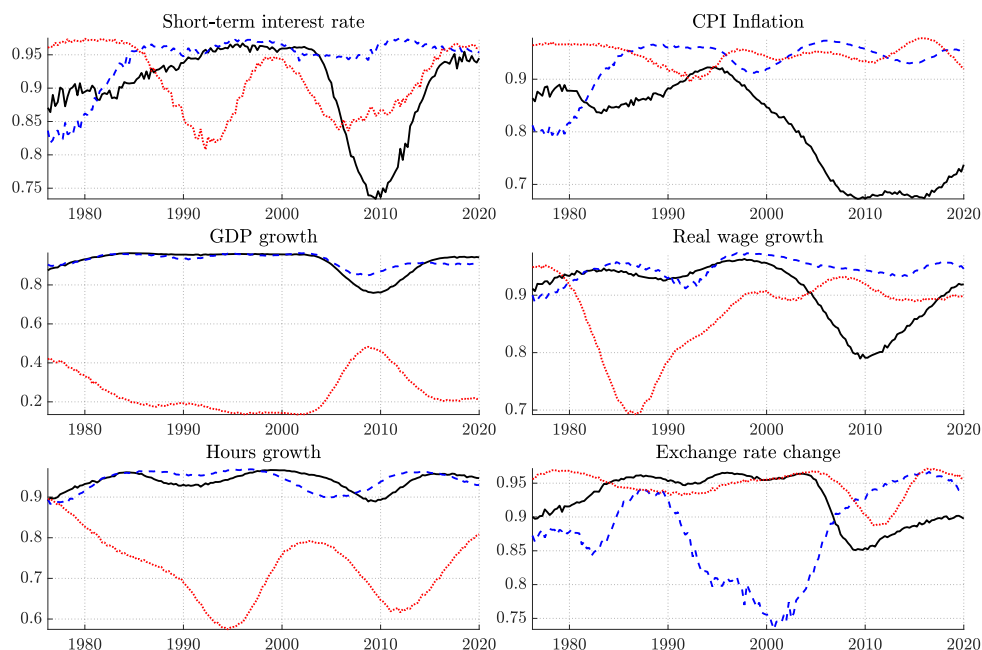 Short-term interest rate
0.95
0.9
0.85
0.8
0.75
1980 1990 2000 2010 2020
CPI Inflation
0.9
0.8
0.7
1980 1990 2000 2010 2020
GDP growth
0.8
0.6
0.4
0.2
1980 1990 2000 2010 2020
Real wage growth
0.9
0.8
0.7
1980 1990 2000 2010 2020
Hours growth
0.9
0.8
0.7
0.6
1980 1990 2000 2010 2020
Exchange rate change
0.95
0.9
0.85
0.8
0.75
1980 1990 2000 2010 2020